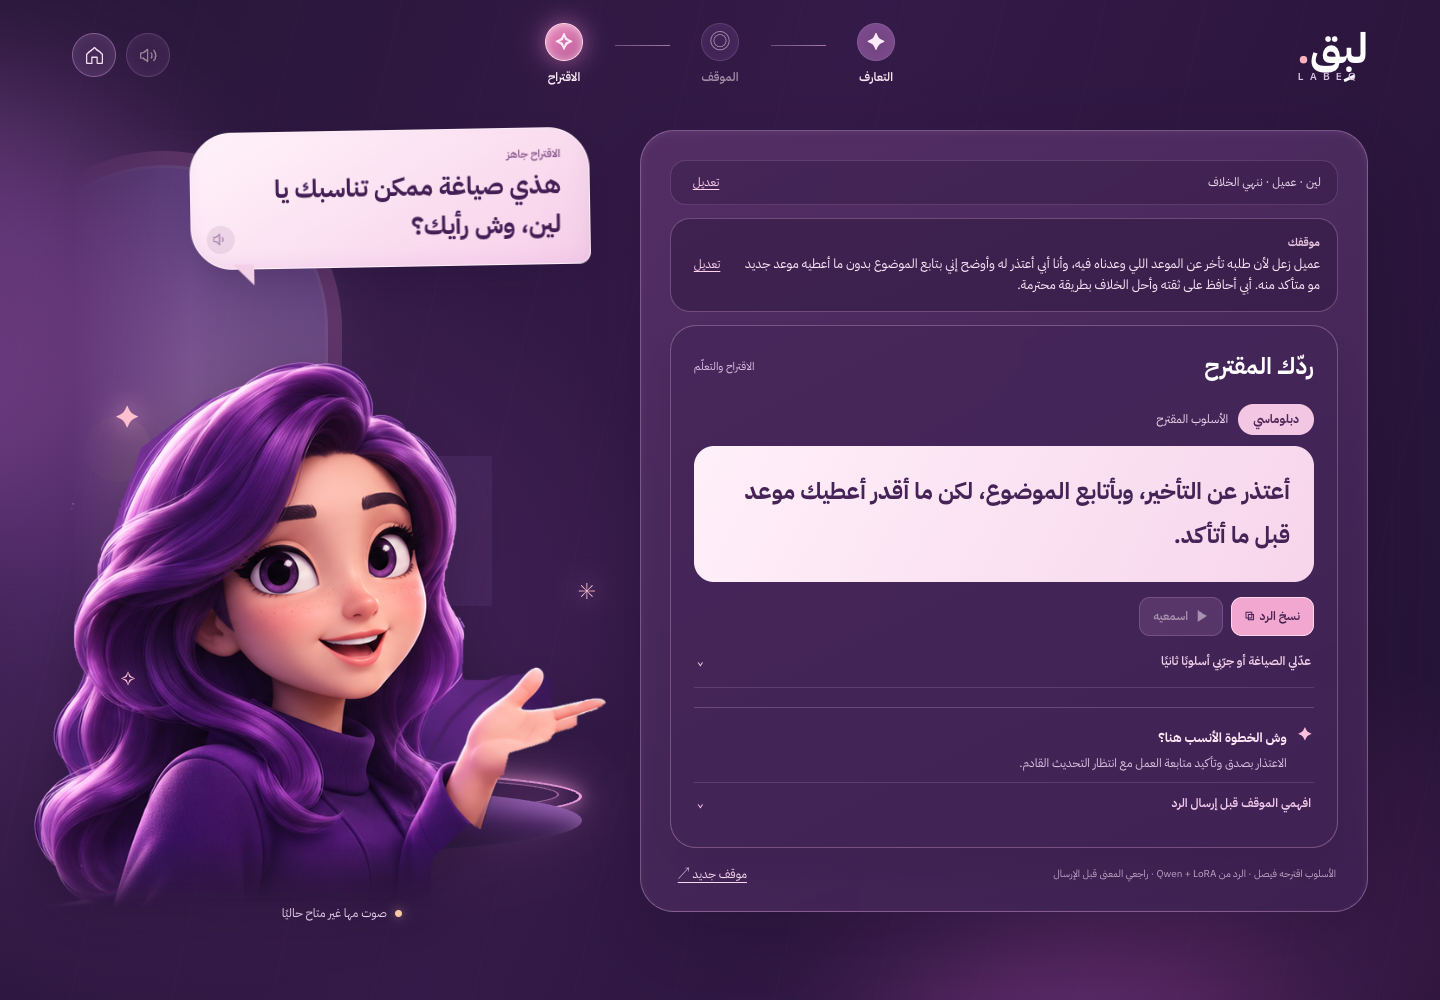 لبق.
LABEQ
التعارف
الموقف
الاقتراح
الاقتراح جاهز
هذي صياغة ممكن تناسبك يا
لين، وش رأيك؟
لين · عميل · ننهي الخلاف
تعديل
موقفك
عميل زعل لأن طلبه تأخر عن الموعد اللي وعدناه فيه، وأنا أبي أعتذر له وأوضح إني بتابع الموضوع بدون ما أعطيه موعد جديد
مو متأكد منه. أبي أحافظ على ثقته وأحل الخلاف بطريقة محترمة.
تعديل
ردّك المقترح
الاقتراح والتعلّم
دبلوماسي
الأسلوب المقترح
أعتذر عن التأخير، وبأتابع الموضوع، لكن ما أقدر أعطيك موعد
قبل ما أتأكد.
نسخ الرد
اسمعيه
عدّلي الصياغة أو جرّبي أسلوبًا ثانيًا
وش الخطوة الأنسب هنا؟
الاعتذار بصدق وتأكيد متابعة العمل مع انتظار التحديث القادم.
افهمي الموقف قبل إرسال الرد
الأسلوب اقترحه فيصل · الرد من Qwen + LoRA · راجعي المعنى قبل الإرسال
موقف جديد ↗
صوت مها غير متاح حاليًا